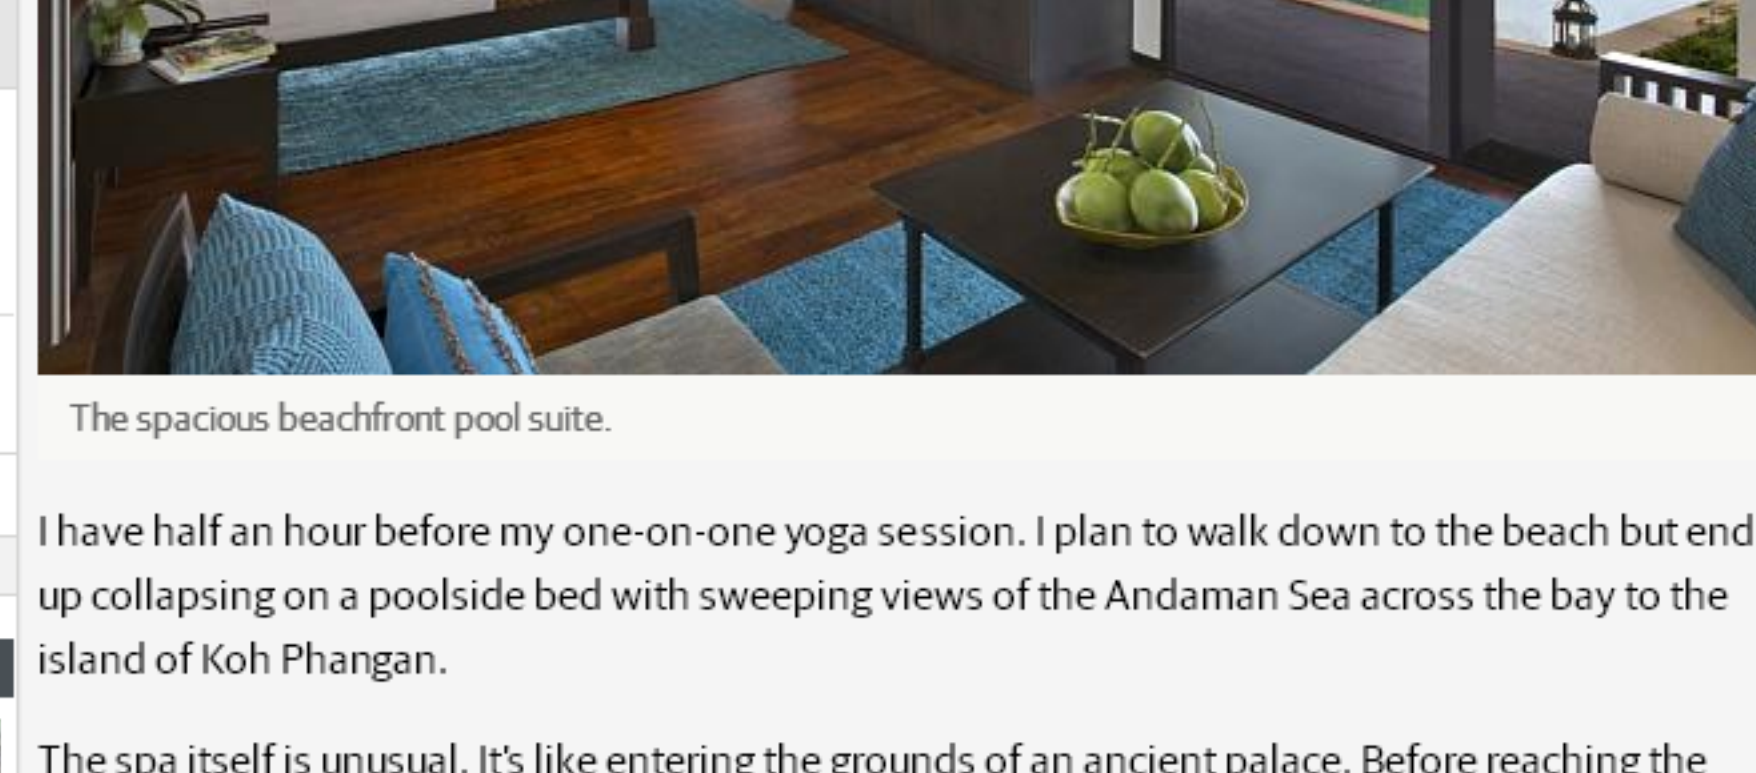 The spacious beachfront pool suite.
I have half an hour before my one-on-one yoga session. I plan to walk down to the beach but end
up collapsing on a poolside bed with sweeping views of the Andaman Sea across the bay to the
island of Koh Phangan.
The spa itself is unusual. It's like entering the grounds of an ancient palace. Before reaching the